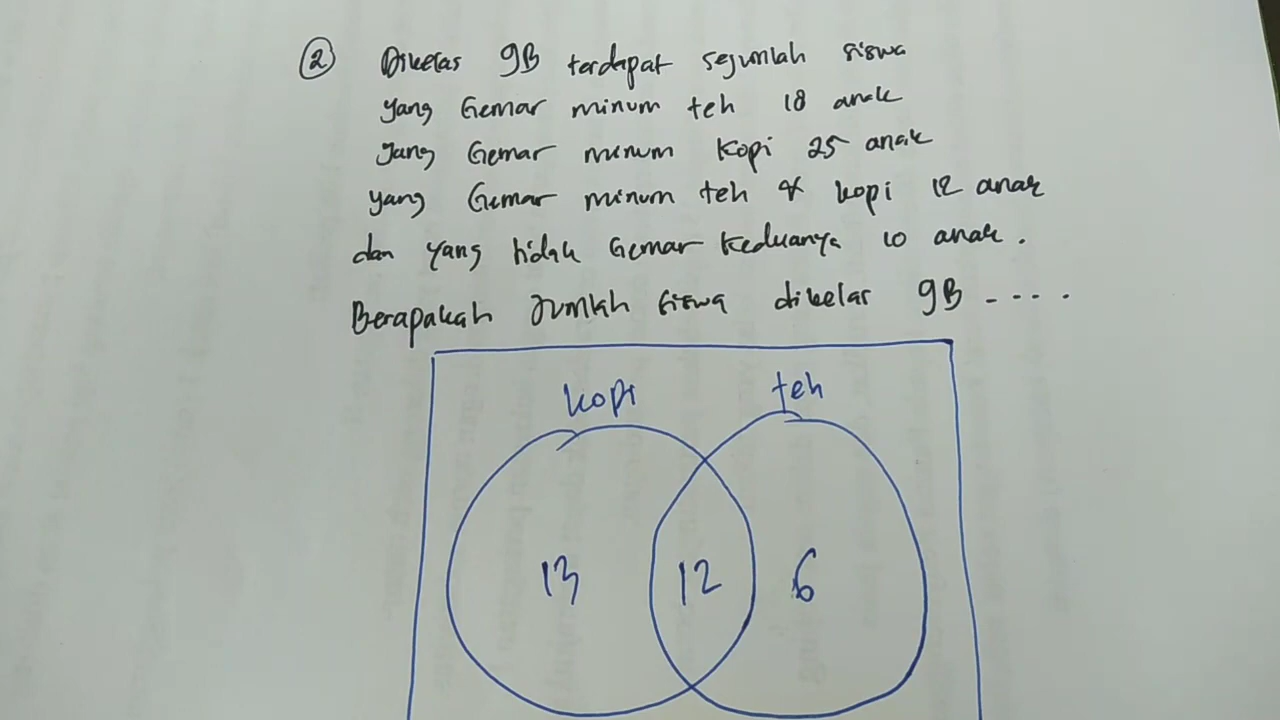 2 Dikelas 9B terdapat sejumlah siswa
yang Gemar minum teh 18 anak
yang Gemar minum kopi 25 anak
yang Gemar minum teh & kopi 12 anak
dan yang tidak Gemar keduanya 10 anak.
Berapakah Jumlah siswa dikelas 9B ----.
kopi teh
13 12 6